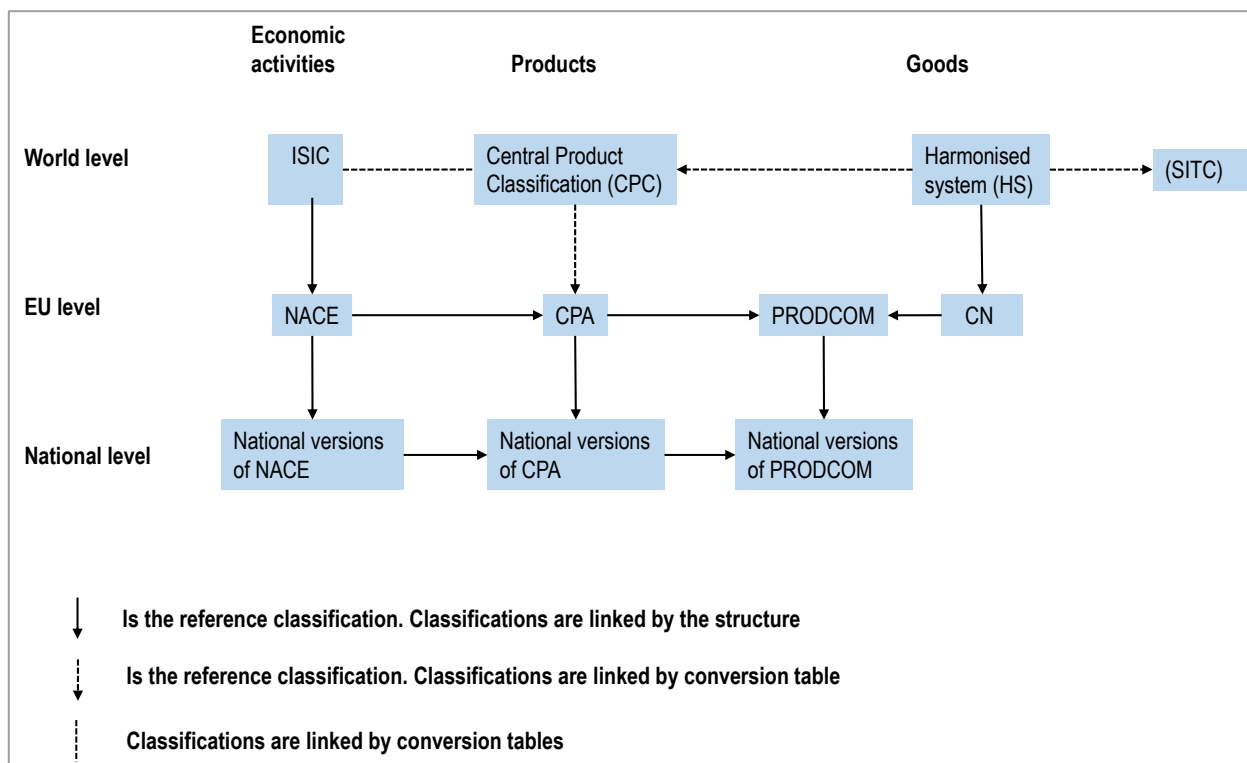 Economic
activities
Products
Goods
World level
ISIC
Central Product
Classification (CPC)
Harmonised
system (HS)
(SITC)
EU level
NACE
CPA
PRODCOM
CN
National level
National versions
of NACE
National versions
of CPA
National versions
of PRODCOM
Is the reference classification. Classifications are linked by the structure
Is the reference classification. Classifications are linked by conversion table
Classifications are linked by conversion tables